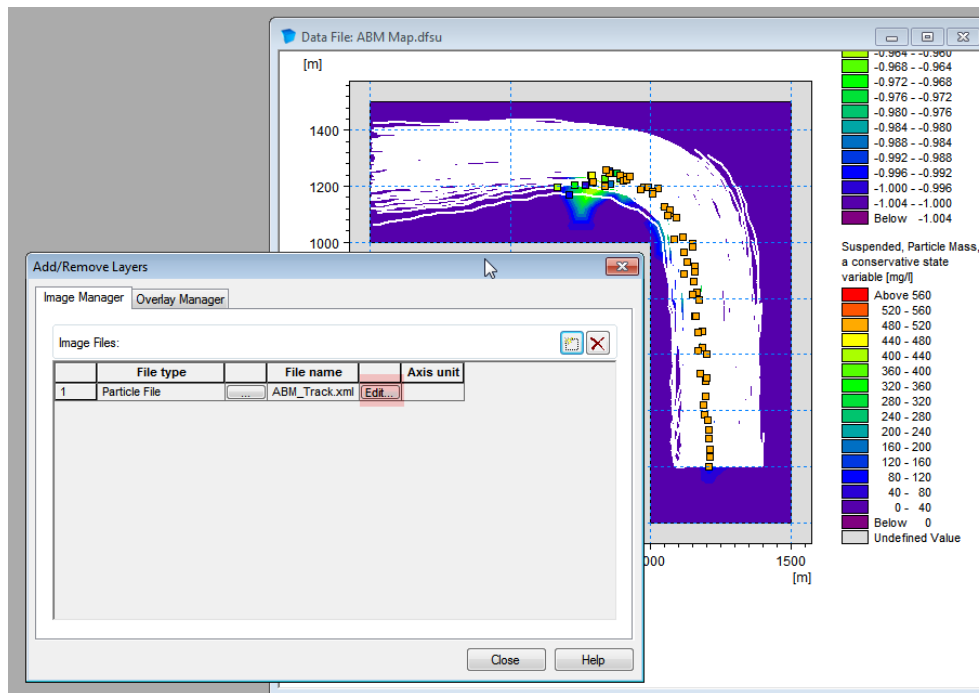 Data File: ABM Map.dfsu
[m]
1400
1200
1000
000
1500
[m]
-0.964 - -0.960
-0.968 - -0.964
-0.972 - -0.968
-0.976 - -0.972
-0.980 - -0.976
-0.984 - -0.980
-0.988 - -0.984
-0.992 - -0.988
-0.996 - -0.992
-1.000 - -0.996
-1.004 - -1.000
Below -1.004
Suspended, Particle Mass,
a conservative state
variable [mg/l]
Above 560
520 - 560
480 - 520
440 - 480
400 - 440
360 - 400
320 - 360
280 - 320
240 - 280
200 - 240
160 - 200
120 - 160
80 - 120
40 - 80
0 - 40
Below 0
Undefined Value
Add/Remove Layers
Image Manager Overlay Manager
Image Files:
File type File name Axis unit
1 Particle File ... ABM_Track.xml Edit...
Close Help